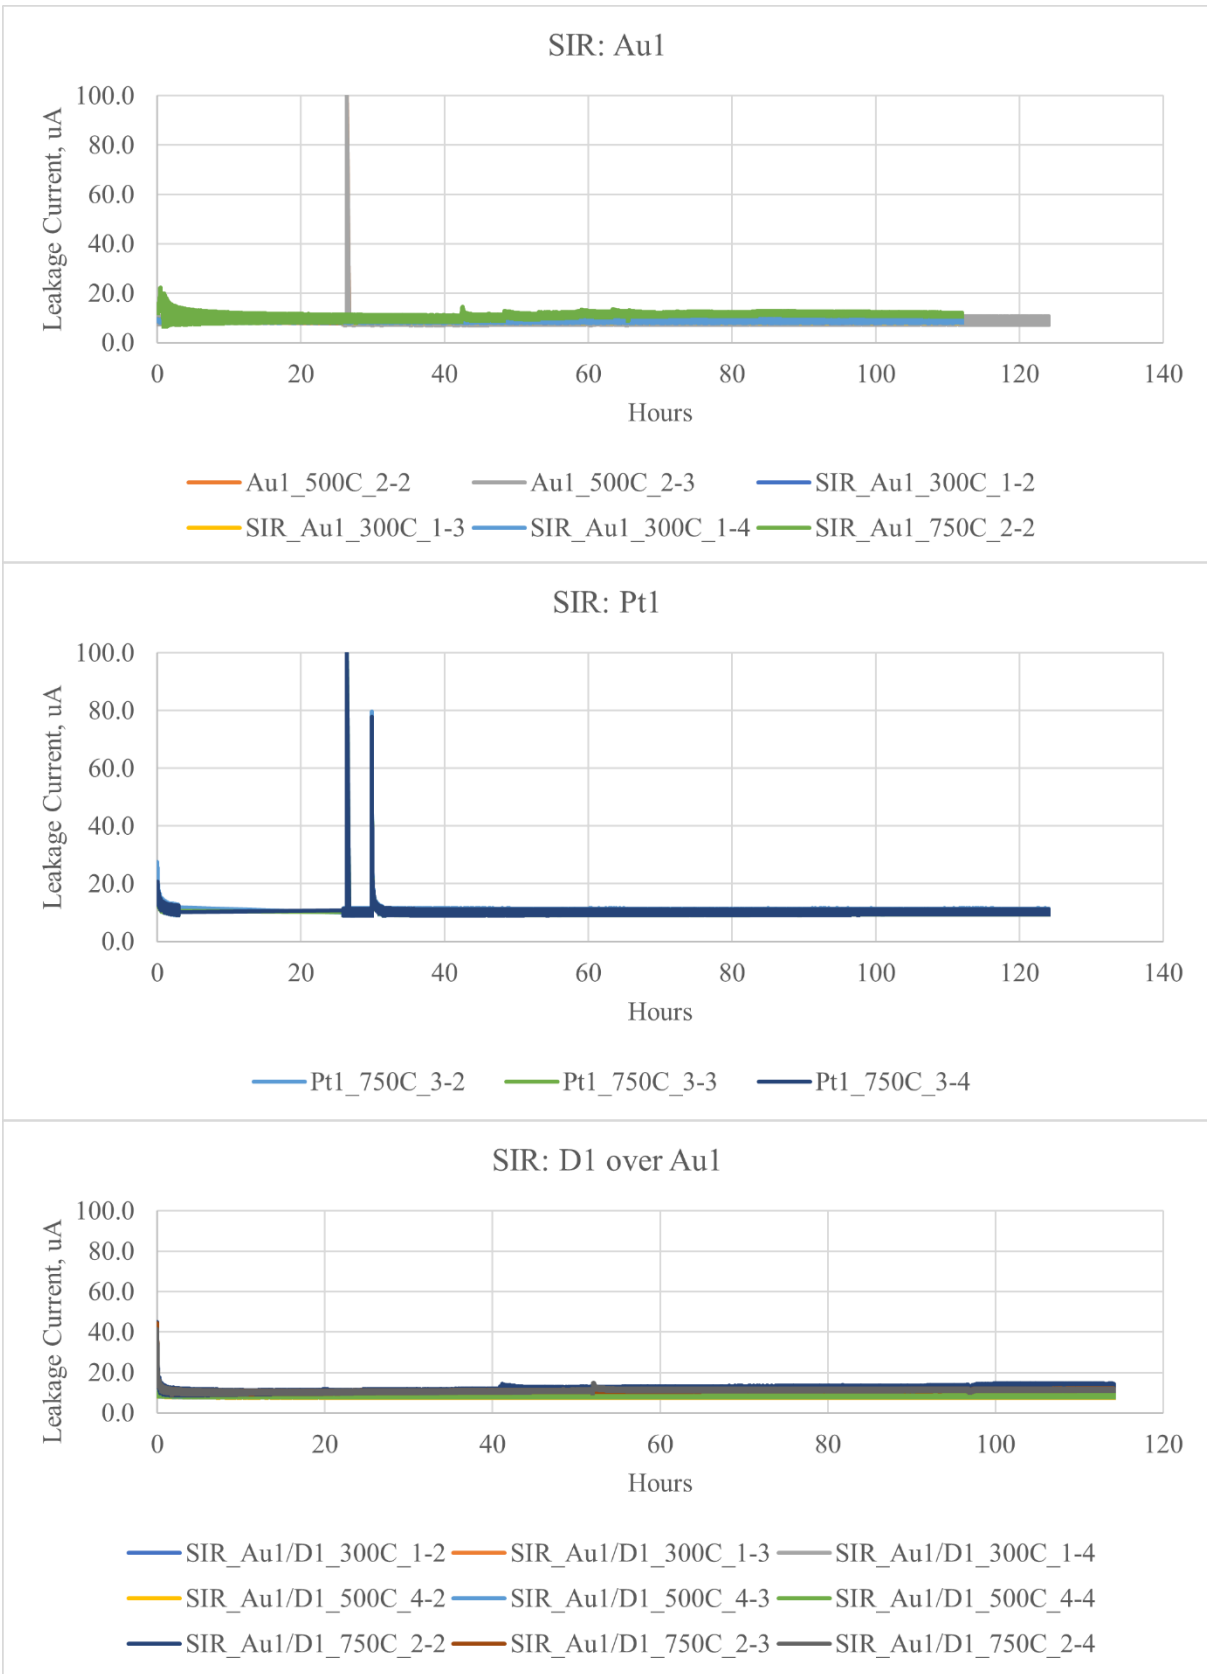 SIR: Au1
Leakage Current, uA
100.0
80.0
60.0
40.0
20.0
0.0
0 20 40 60 80 100 120 140
Hours
Au1_500C_2-2 Au1_500C_2-3 SIR_Au1_300C_1-2
SIR_Au1_300C_1-3 SIR_Au1_300C_1-4 SIR_Au1_750C_2-2
SIR: Pt1
Leakage Current, uA
100.0
80.0
60.0
40.0
20.0
0.0
0 20 40 60 80 100 120 140
Hours
Pt1_750C_3-2 Pt1_750C_3-3 Pt1_750C_3-4
SIR: D1 over Au1
Leakage Current, uA
100.0
80.0
60.0
40.0
20.0
0.0
0 20 40 60 80 100 120
Hours
SIR_Au1/D1_300C_1-2 SIR_Au1/D1_300C_1-3 SIR_Au1/D1_300C_1-4
SIR_Au1/D1_500C_4-2 SIR_Au1/D1_500C_4-3 SIR_Au1/D1_500C_4-4
SIR_Au1/D1_750C_2-2 SIR_Au1/D1_750C_2-3 SIR_Au1/D1_750C_2-4